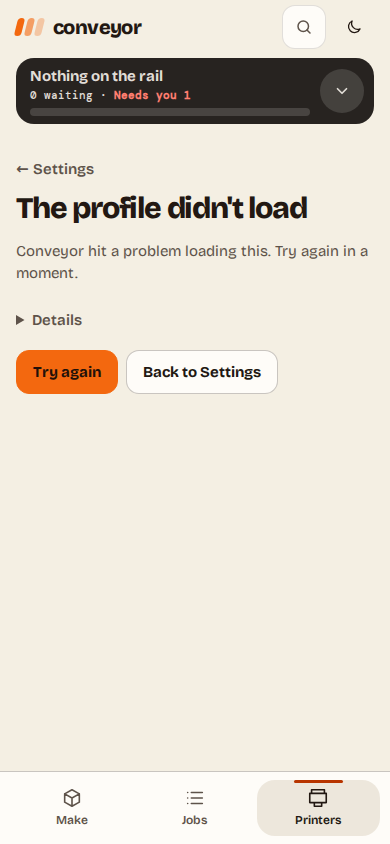 conveyor
Nothing on the rail
0 waiting · Needs you 1
← Settings
The profile didn't load
Conveyor hit a problem loading this. Try again in a
moment.
Details
Try again
Back to Settings
Make
Jobs
Printers